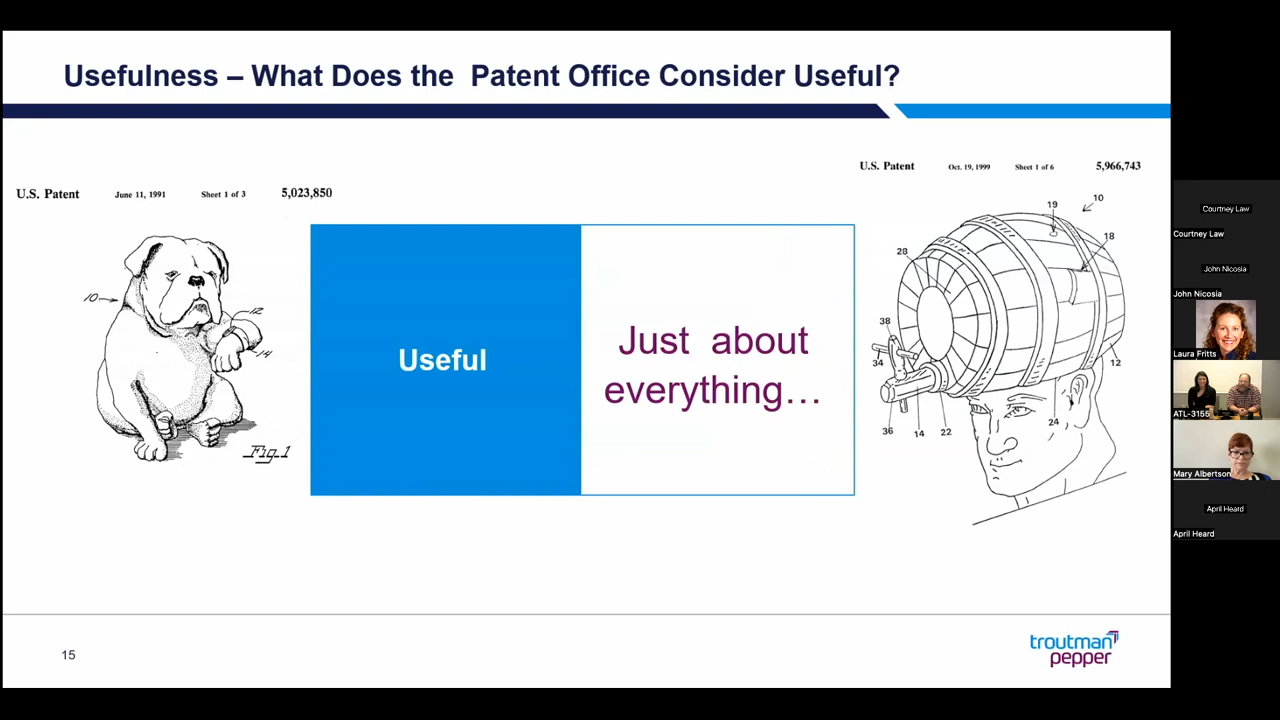 Usefulness – What Does the Patent Office Consider Useful?
U.S. Patent June 11, 1991 Sheet 1 of 3 5,023,850
10
12
14
Fig. 1
Useful
Just about
everything…
U.S. Patent Oct. 19, 1999 Sheet 1 of 6 5,966,743
19
10
18
28
38
34
12
36
14
22
24
15
troutman
pepper
Courtney Law
Courtney Law
John Nicosia
John Nicosia
Laura Fritts
ATL-3155
Mary Albertson
April Heard
April Heard